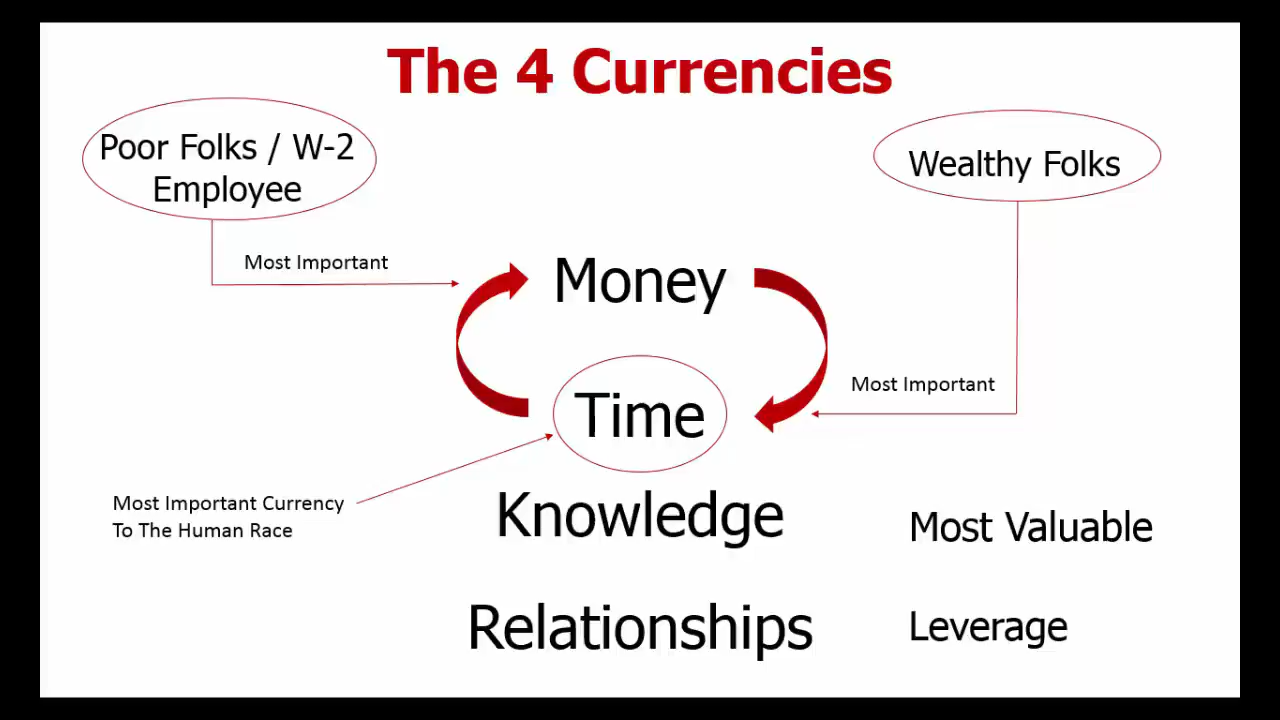 The 4 Currencies
Poor Folks / W-2
Employee
Wealthy Folks
Most Important
Money
Most Important
Time
Most Important Currency
To The Human Race
Knowledge
Most Valuable
Relationships
Leverage